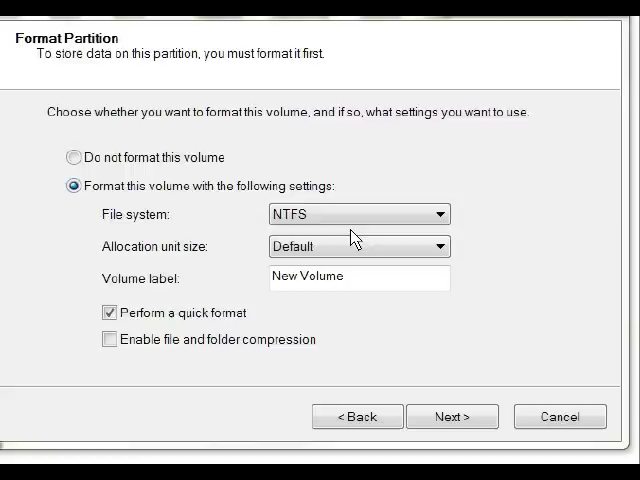 Format Partition
To store data on this partition, you must format it first.
Choose whether you want to format this volume, and if so, what settings you want to use.
Do not format this volume
Format this volume with the following settings:
File system: NTFS
Allocation unit size: Default
Volume label: New Volume
Perform a quick format
Enable file and folder compression
< Back Next > Cancel